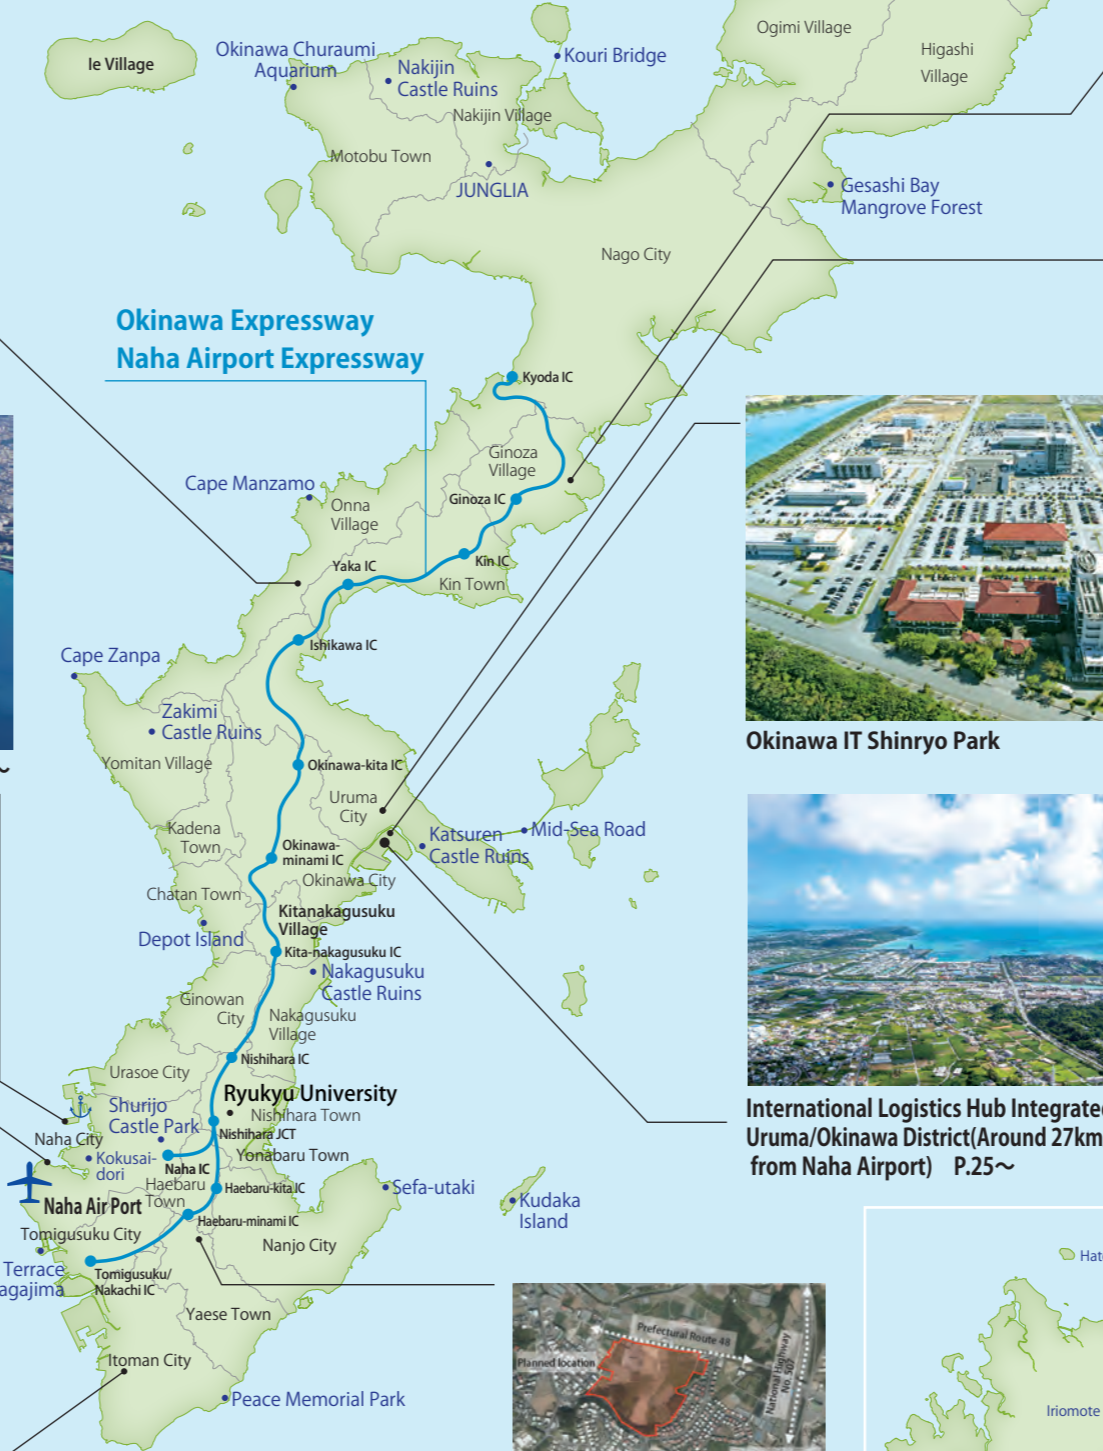 Ogimi Village
Higashi
Village
Ie Village
Okinawa Churaumi
Aquarium
Nakijin
Castle Ruins
Kouri Bridge
Nakijin Village
Motobu Town
JUNGLIA
Gesashi Bay
Mangrove Forest
Nago City
Okinawa Expressway
Naha Airport Expressway
Kyoda IC
Ginoza
Village
Cape Manzamo
Ginoza IC
Onna
Village
Yaka IC
Kin IC
Kin Town
Ishikawa IC
Cape Zanpa
Zakimi
Castle Ruins
Yomitan Village
Okinawa-kita IC
Okinawa IT Shinryo Park
Uruma
City
Kadena
Town
Katsuren
Castle Ruins
Mid-Sea Road
Okinawa-
minami IC
Okinawa City
Chatan Town
Kitanakagusuku
Village
Depot Island
Kita-nakagusuku IC
Nakagusuku
Castle Ruins
Ginowan
City
Nakagusuku
Village
Nishihara IC
Urasoe City
Ryukyu University
Shurijo
Castle Park
Nishihara Town
Nishihara JCT
Naha City
Kokusai-
dori
Naha IC
Yonabaru Town
International Logistics Hub Integrate
Uruma/Okinawa District(Around 27km
from Naha Airport) P.25〜
Haebaru
Town
Haebaru-kita IC
Sefa-utaki
Kudaka
Island
Naha Air Port
Haebaru-minami IC
Tomigusuku City
Nanjo City
Terrace
agajima
Tomigusuku/
Nakachi IC
Yaese Town
Itoman City
Peace Memorial Park
Prefectural Route 48
Planned location
National Highway
No. 507
Hat
Iriomote
〜